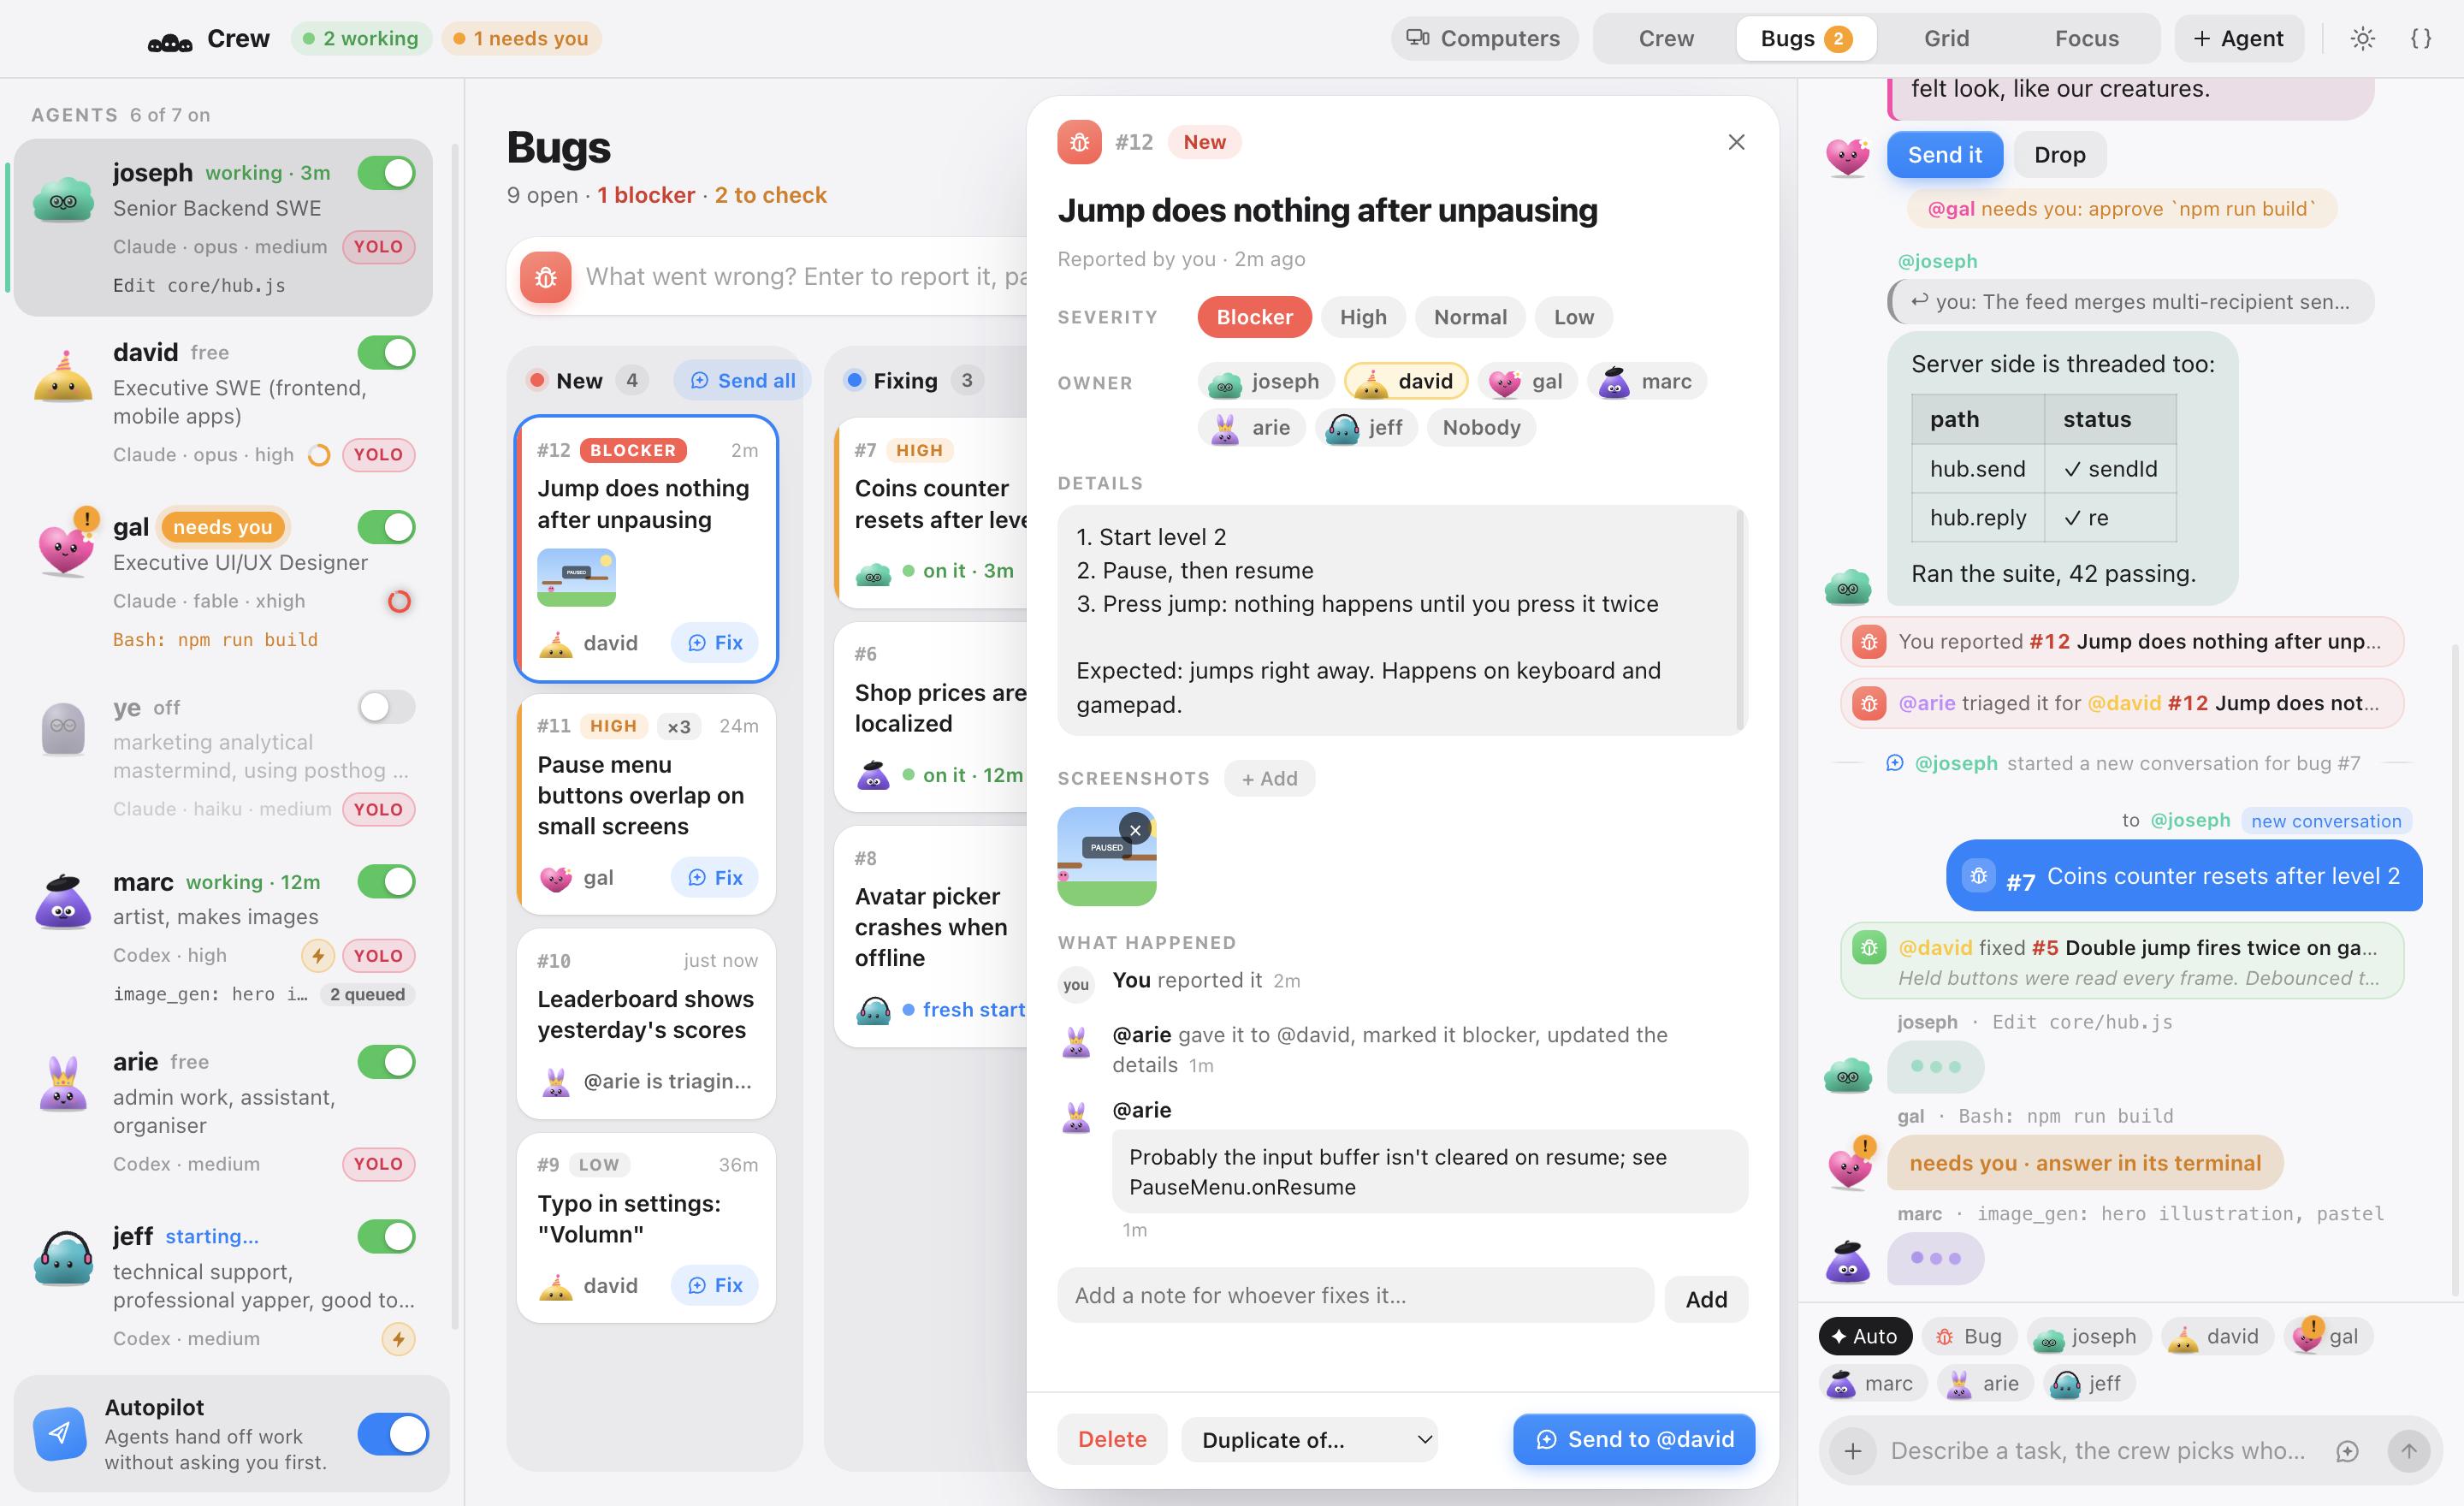 Crew
2 working
1 needs you
Computers
Crew
Bugs 2
Grid
Focus
+ Agent
{ }
AGENTS 6 of 7 on
joseph working · 3m
Senior Backend SWE
Claude · opus · medium YOLO
Edit core/hub.js
david free
Executive SWE (frontend,
mobile apps)
Claude · opus · high YOLO
!
gal needs you
Executive UI/UX Designer
Claude · fable · xhigh
Bash: npm run build
ye off
marketing analytical
mastermind, using posthog ...
Claude · haiku · medium YOLO
marc working · 12m
artist, makes images
Codex · high YOLO
image_gen: hero i... 2 queued
arie free
admin work, assistant,
organiser
Codex · medium YOLO
jeff starting...
technical support,
professional yapper, good to...
Codex · medium
Autopilot
Agents hand off work
without asking you first.
Bugs
9 open · 1 blocker · 2 to check
What went wrong? Enter to report it, pa
New 4 Send all
#12 BLOCKER 2m
Jump does nothing
after unpausing
PAUSED
david Fix
#11 HIGH ×3 24m
Pause menu
buttons overlap on
small screens
gal Fix
#10 just now
Leaderboard shows
yesterday's scores
@arie is triagin...
#9 LOW 36m
Typo in settings:
"Volumn"
david Fix
Fixing 3
#7 HIGH
Coins counter
resets after leve
on it · 3m
#6
Shop prices are
localized
on it · 12m
#8
Avatar picker
crashes when
offline
fresh start
#12 New
Jump does nothing after unpausing
Reported by you · 2m ago
SEVERITY Blocker High Normal Low
OWNER joseph david gal marc
arie jeff Nobody
DETAILS
1. Start level 2
2. Pause, then resume
3. Press jump: nothing happens until you press it twice
Expected: jumps right away. Happens on keyboard and
gamepad.
SCREENSHOTS + Add
PAUSED
WHAT HAPPENED
you You reported it 2m
@arie gave it to @david, marked it blocker, updated the
details 1m
@arie
Probably the input buffer isn't cleared on resume; see
PauseMenu.onResume
1m
Add a note for whoever fixes it...
Add
Delete
Duplicate of...
Send to @david
felt look, like our creatures.
Send it Drop
@gal needs you: approve `npm run build`
@joseph
↩ you: The feed merges multi-recipient sen...
Server side is threaded too:
path status
hub.send ✓ sendId
hub.reply ✓ re
Ran the suite, 42 passing.
You reported #12 Jump does nothing after unp...
@arie triaged it for @david #12 Jump does not...
@joseph started a new conversation for bug #7
to @joseph new conversation
#7 Coins counter resets after level 2
@david fixed #5 Double jump fires twice on ga...
Held buttons were read every frame. Debounced t...
joseph · Edit core/hub.js
gal · Bash: npm run build
!
needs you · answer in its terminal
marc · image_gen: hero illustration, pastel
Auto Bug joseph david ! gal
marc arie jeff
Describe a task, the crew picks who...